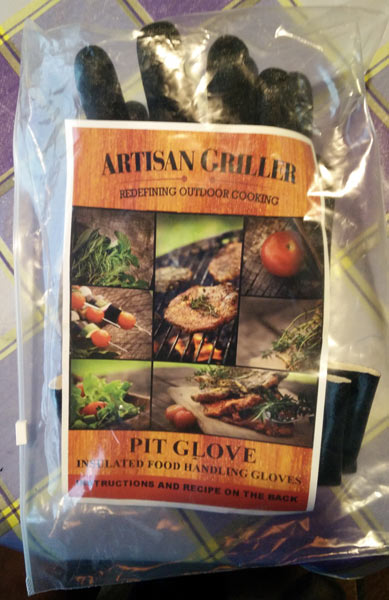 ARTISAN GRILLER
REDEFINING OUTDOOR COOKING
PIT GLOVE
INSULATED FOOD HANDLING GLOVES
INSTRUCTIONS AND RECIPE ON THE BACK